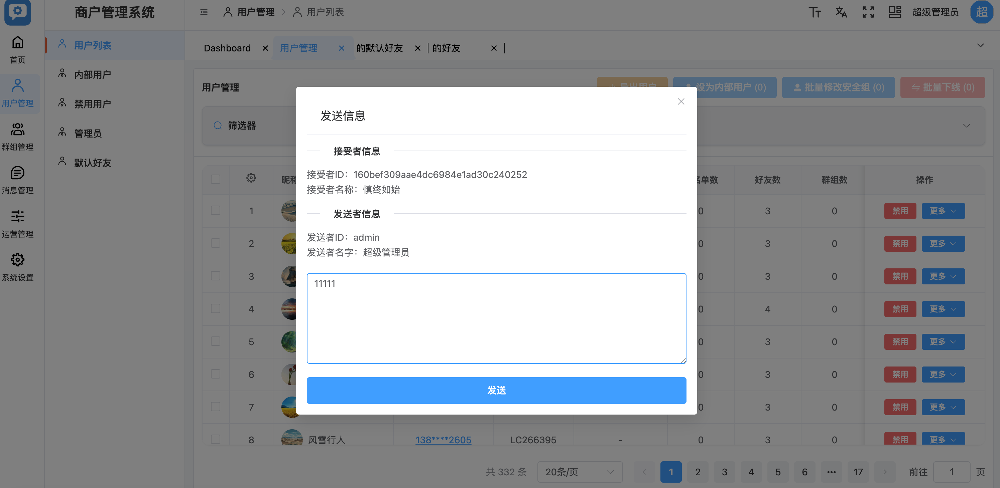 商户管理系统
用户管理
用户列表
超级管理员
超
首页
用户管理
群组管理
消息管理
运营管理
系统设置
用户列表
内部用户
禁用用户
管理员
默认好友
Dashboard
用户管理
的默认好友
的好友
用户管理
设为内部用户 (0)
批量修改安全组 (0)
批量下线 (0)
筛选器
发送信息
接受者信息
接受者ID：160bef309aae4dc6984e1ad30c240252
接受者名称：慎终如始
发送者信息
发送者ID：admin
发送者名字：超级管理员
11111
发送
昵称
名单数 好友数 群组数 操作
1 0 3 0 禁用 更多
2 0 3 0 禁用 更多
3 0 3 0 禁用 更多
4 0 4 0 禁用 更多
5 0 3 0 禁用 更多
6 0 3 0 禁用 更多
7 0 3 0 禁用 更多
8 风雪行人 138****2605 LC266395 - 0 3 0 禁用 更多
共 332 条 20条/页 1 2 3 4 5 6 ••• 17 前往 1 页